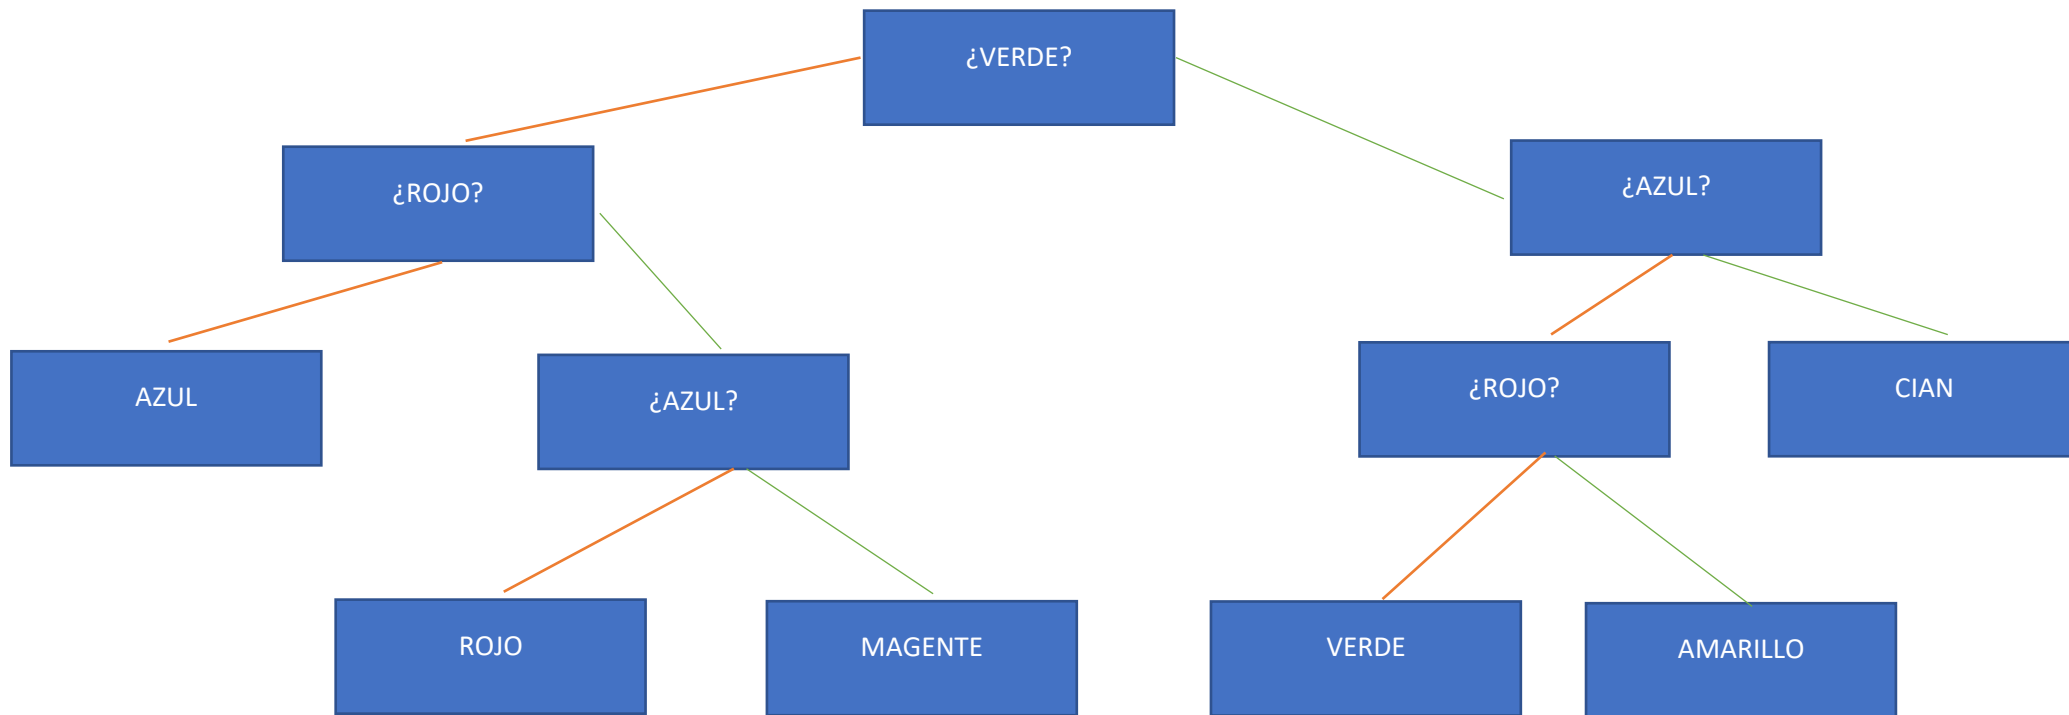 ¿VERDE?
¿ROJO?
¿AZUL?
AZUL
¿AZUL?
¿ROJO?
CIAN
ROJO
MAGENTE
VERDE
AMARILLO